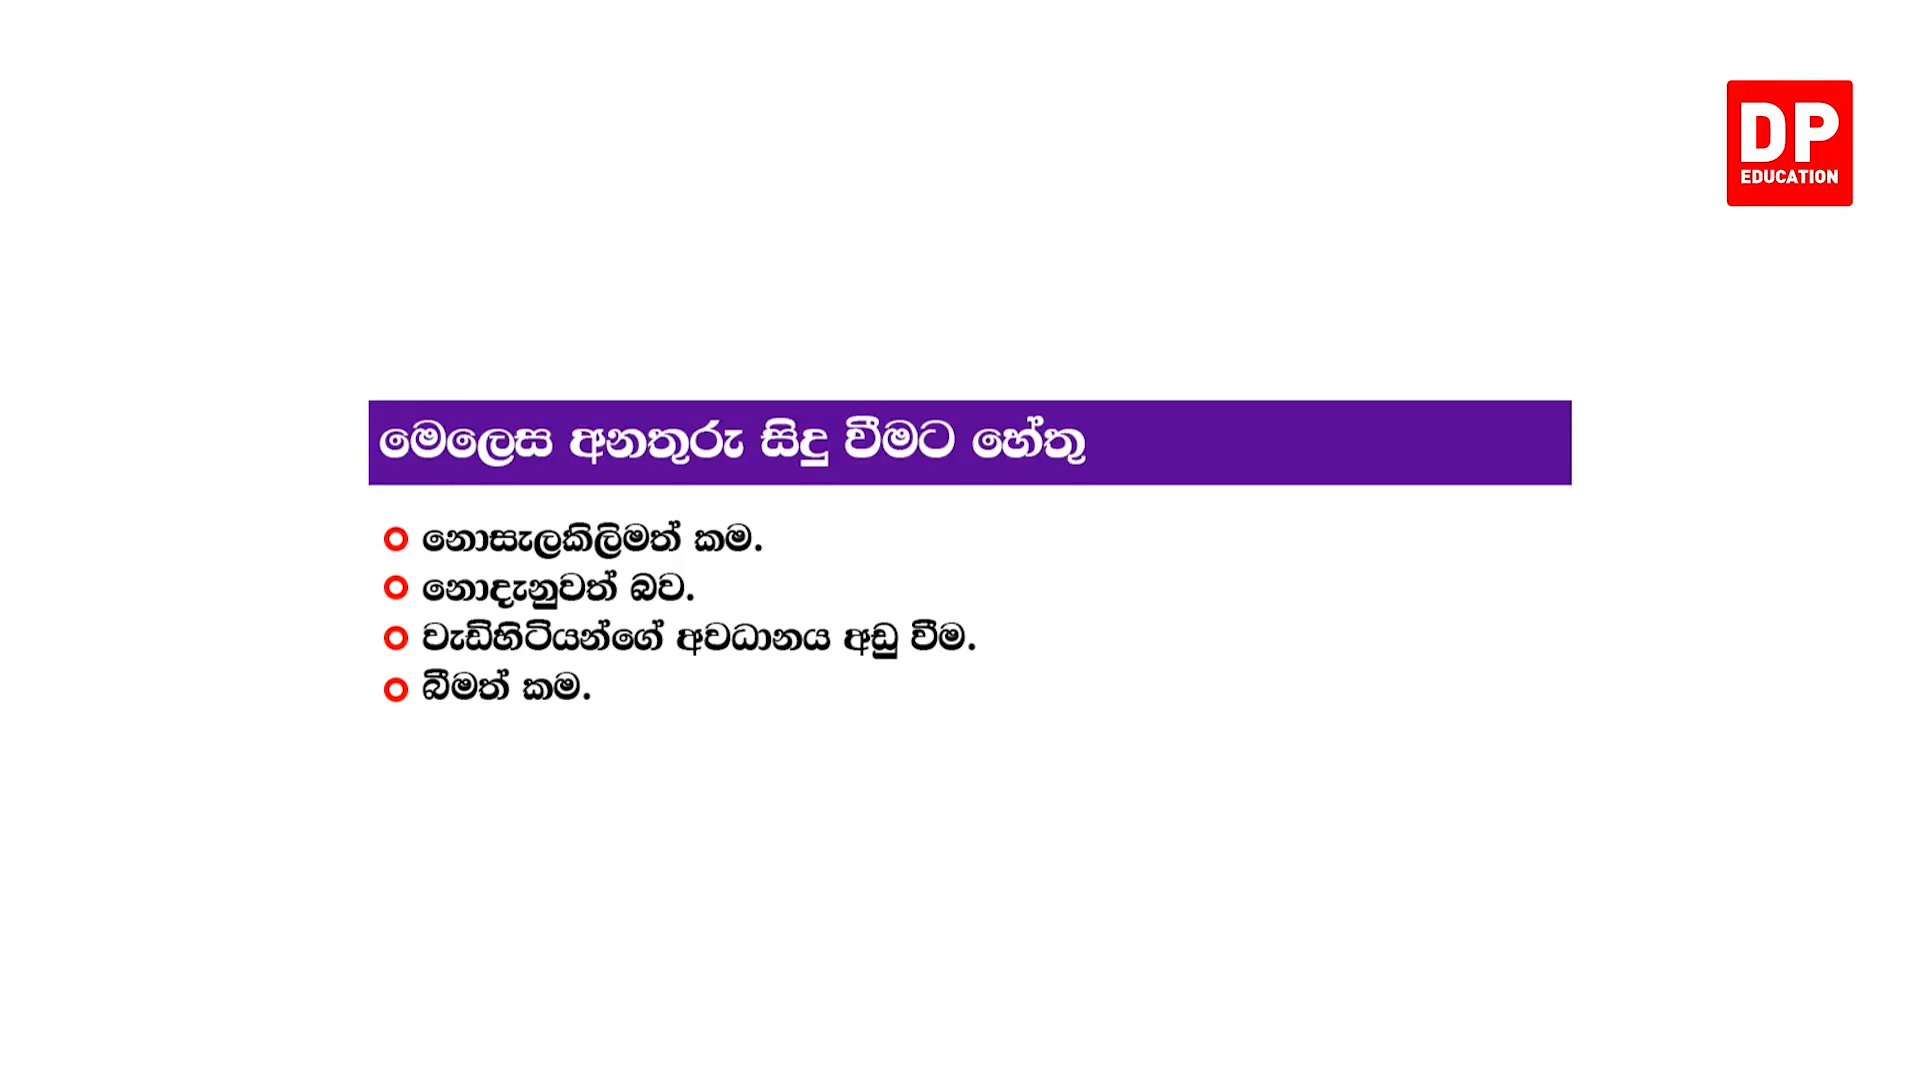 DP
EDUCATION
මෙලෙස අනතුරු සිදු වීමට හේතු
නොසැලකිලිමත් කම.
නොදැනුවත් බව.
වැඩිහිටියන්ගේ අවධානය අඩු වීම.
බීමත් කම.